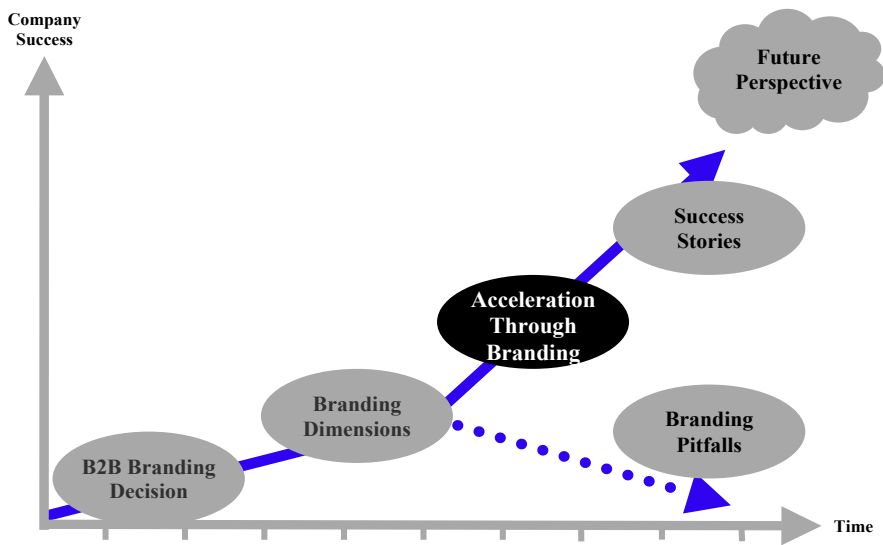 Company
Success
Future
Perspective
Success
Stories
Acceleration
Through
Branding
Branding
Dimensions
Branding
Pitfalls
B2B Branding
Decision
Time